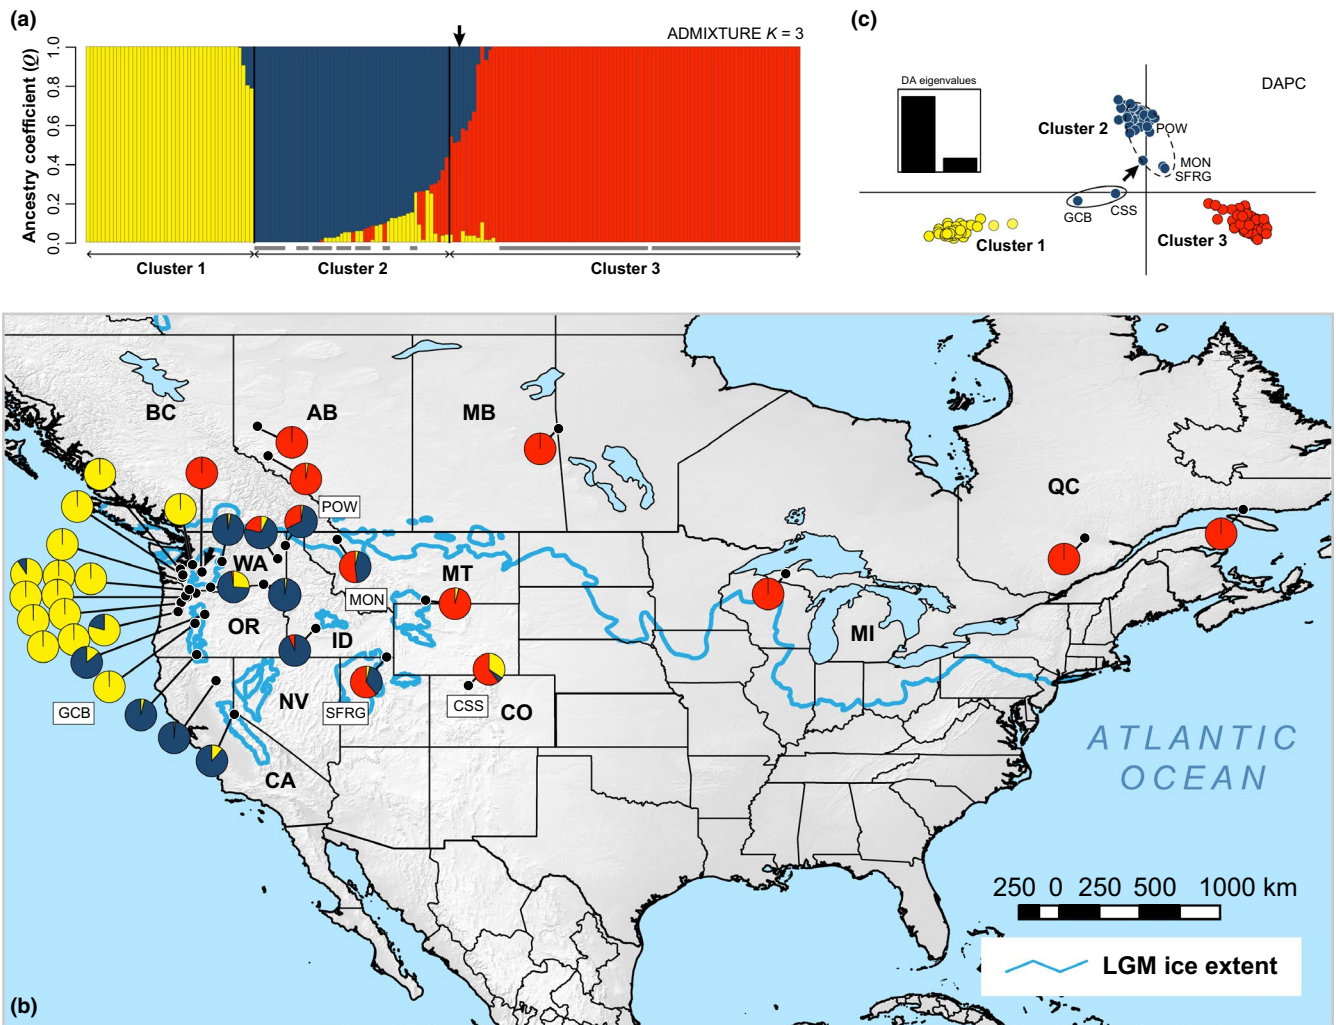 (a)
ADMIXTURE K = 3
Ancestry coefficient (Q)
1.0
0.8
0.6
0.4
0.2
0.0
Cluster 1
Cluster 2
Cluster 3
(c)
DA eigenvalues
DAPC
Cluster 2
POW
MON
SFRG
GCB
CSS
Cluster 1
Cluster 3
BC
AB
MB
QC
POW
WA
MT
MON
OR
ID
MI
GCB
NV
SFRG
CSS
CO
CA
ATLANTIC
OCEAN
250 0 250 500 1000 km
LGM ice extent
(b)